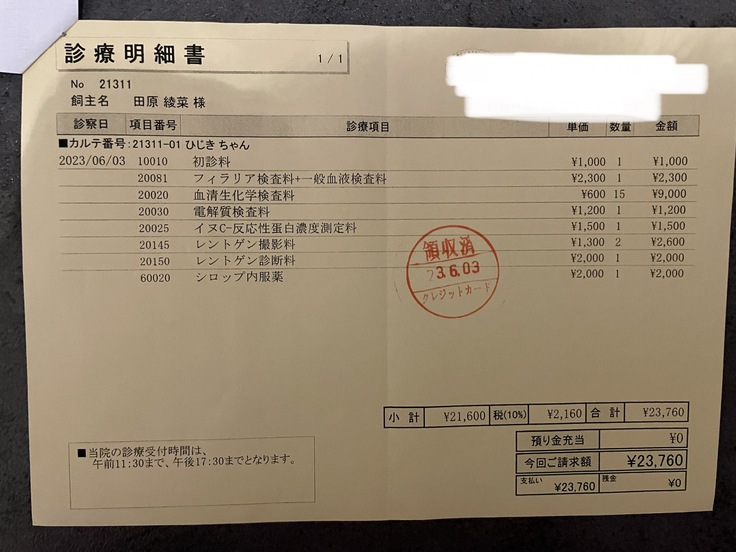 診療明細書
1/1
No 21311
飼主名 田原 綾菜 様
診察日 項目番号 診療項目 単価 数量 金額
■カルテ番号:21311-01 ひじき ちゃん
2023/06/03 10010 初診料 ¥1,000 1 ¥1,000
20081 フィラリア検査料+一般血液検査料 ¥2,300 1 ¥2,300
20020 血清生化学検査料 ¥600 15 ¥9,000
20030 電解質検査料 ¥1,200 1 ¥1,200
20025 イヌC-反応性蛋白濃度測定料 ¥1,500 1 ¥1,500
20145 レントゲン撮影料 ¥1,300 2 ¥2,600
20150 レントゲン診断料 ¥2,000 1 ¥2,000
60020 シロップ内服薬 ¥2,000 1 ¥2,000
領収済
23.6.03
クレジットカード
小計 ¥21,600 税(10%) ¥2,160 合計 ¥23,760
預り金充当 ¥0
今回ご請求額 ¥23,760
支払い ¥23,760 残金 ¥0
■当院の診療受付時間は、
午前11:30まで、午後17:30までとなります。